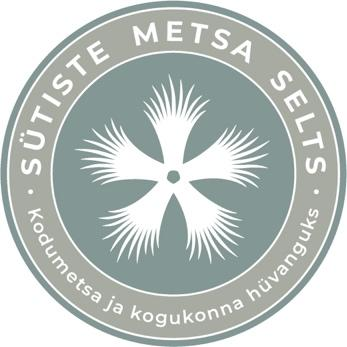 SÜTISTE METSA SELTS
Kodumetsa ja kogukonna hüvanguks